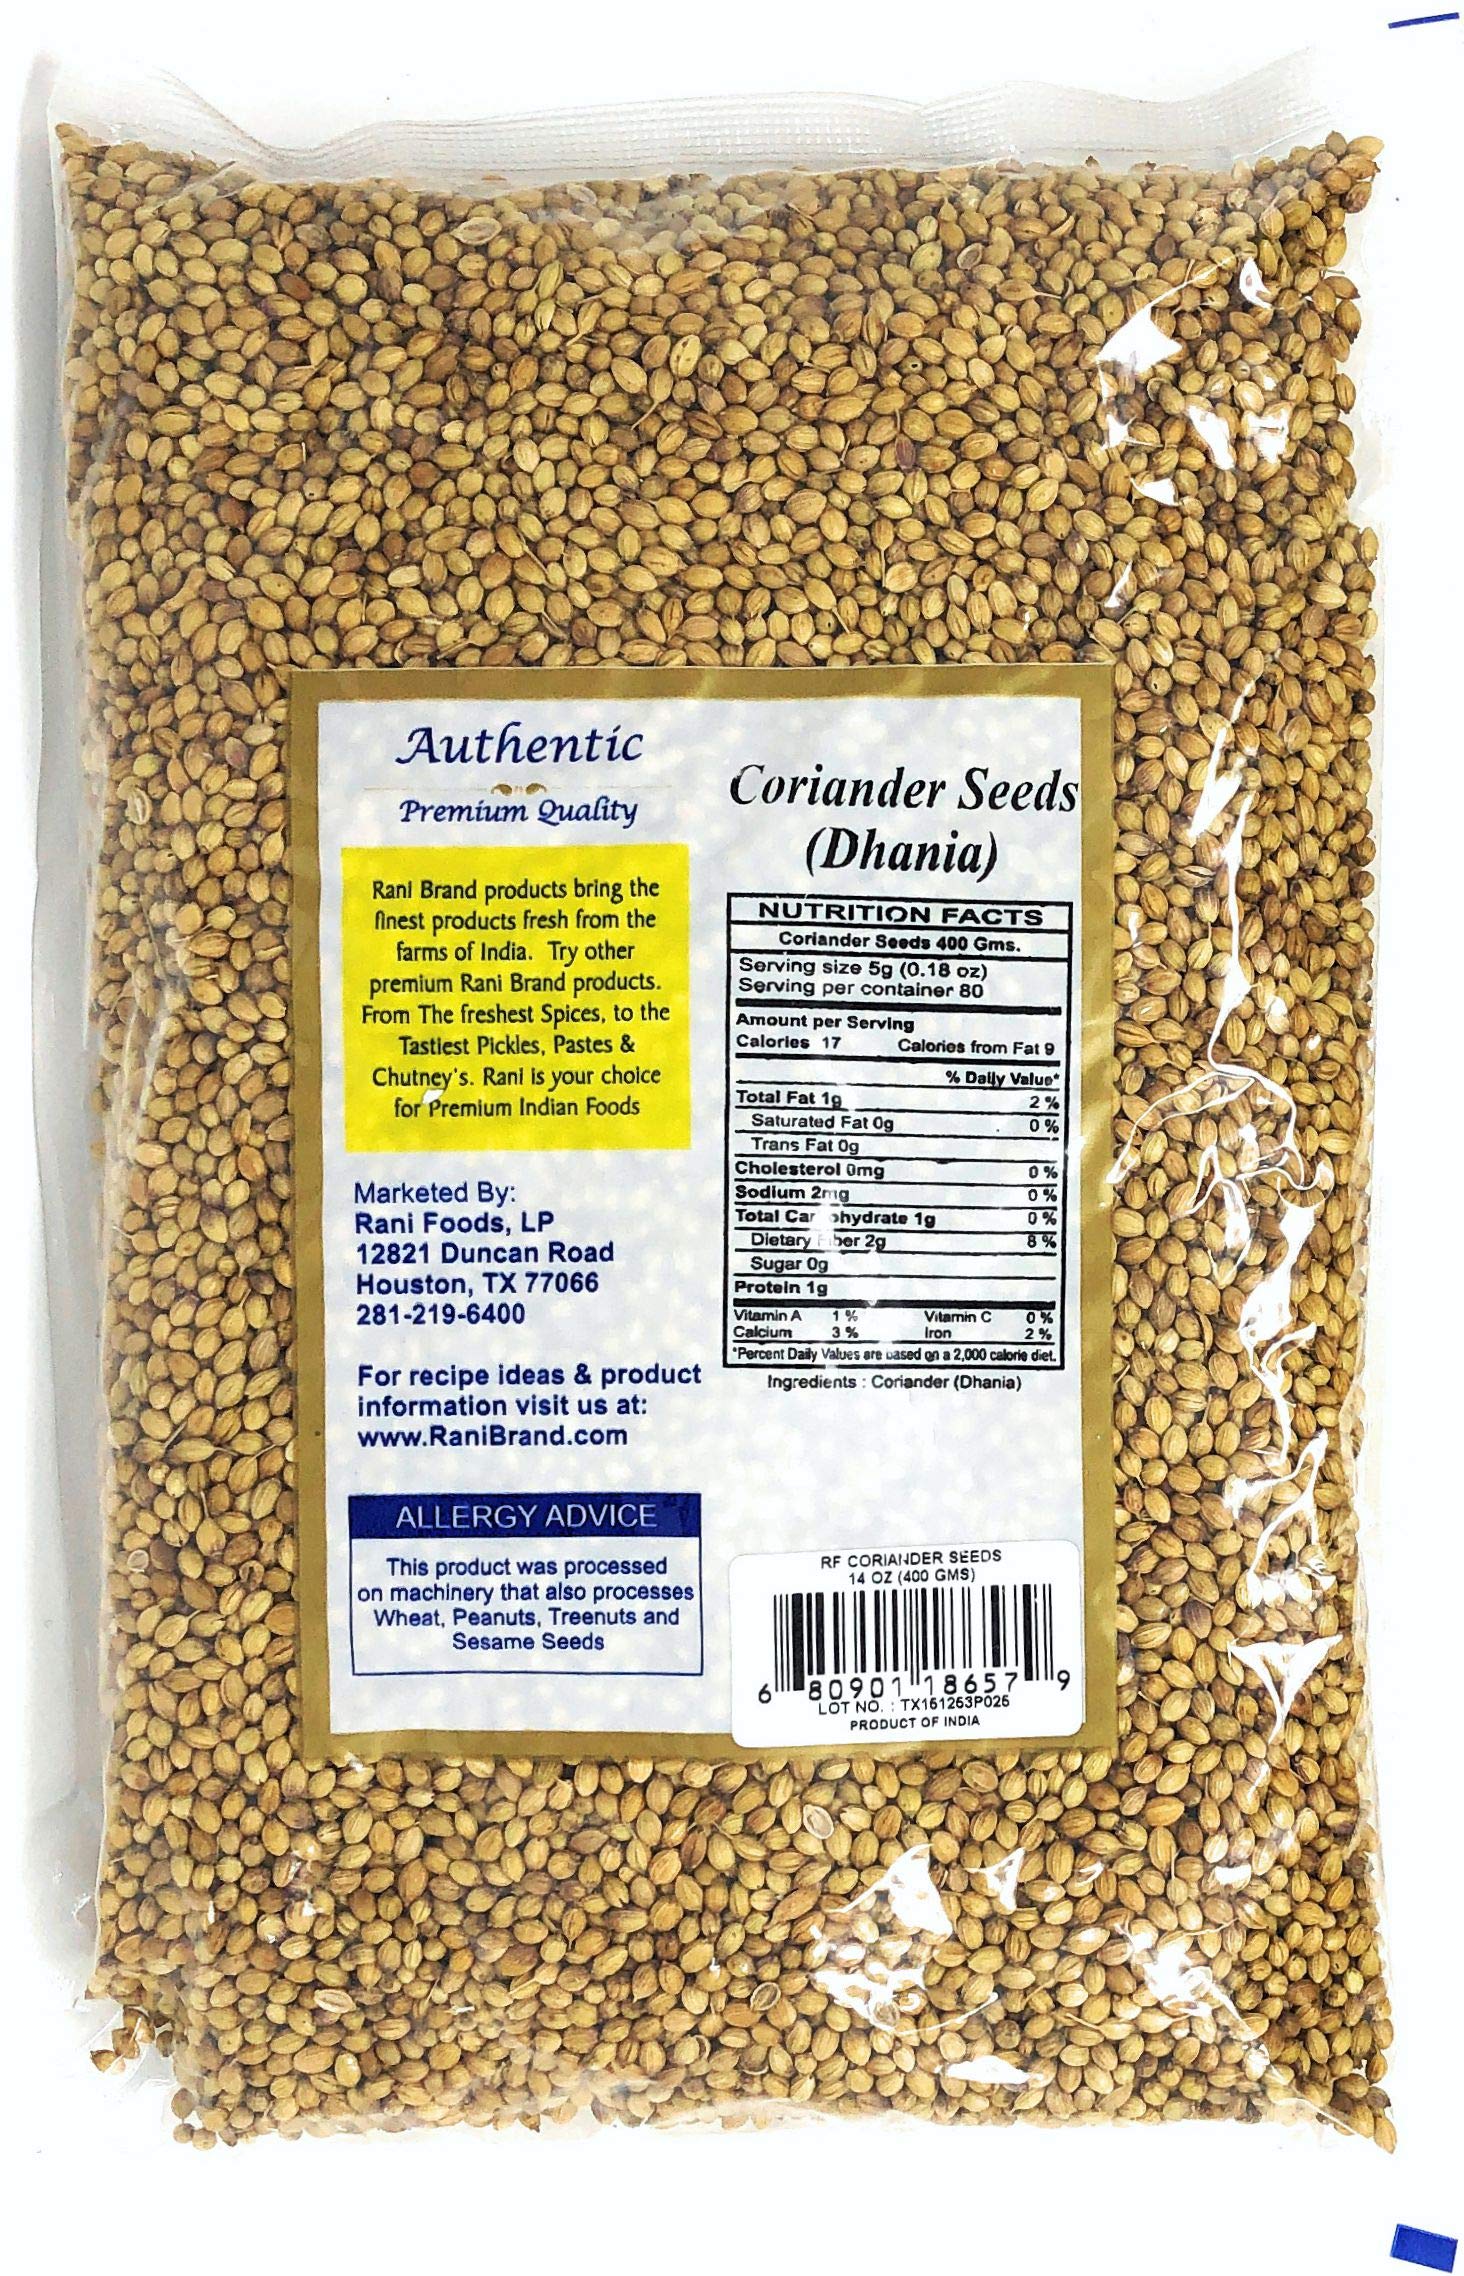 Authentic
Premium Quality
Rani Brand products bring the
finest products fresh from the
farms of India. Try other
premium Rani Brand products.
From The freshest Spices, to the
Tastiest Pickles, Pastes &
Chutney's. Rani is your choice
for Premium Indian Foods
Marketed By:
Rani Foods, LP
12821 Duncan Road
Houston, TX 77066
281-219-6400
For recipe ideas & product
information visit us at:
www.RaniBrand.com
ALLERGY ADVICE
This product was processed
on machinery that also processes
Wheat, Peanuts, Treenuts and
Sesame Seeds
Coriander Seeds
(Dhania)
NUTRITION FACTS
Coriander Seeds 400 Gms.
Serving size 5g (0.18 oz)
Serving per container 80
Amount per Serving
Calories 17 Calories from Fat 9
% Daily Value*
Total Fat 1g 2 %
Saturated Fat 0g 0 %
Trans Fat 0g
Cholesterol 0mg 0 %
Sodium 2mg 0 %
Total Carbohydrate 1g 0 %
Dietary Fiber 2g 8 %
Sugar 0g
Protein 1g
Vitamin A 1 % Vitamin C 0 %
Calcium 3 % Iron 2 %
*Percent Daily Values are based on a 2,000 calorie diet.
Ingredients : Coriander (Dhania)
RF CORIANDER SEEDS
14 OZ (400 GMS)
6 80901 18657 9
LOT NO. : TX151253P025
PRODUCT OF INDIA